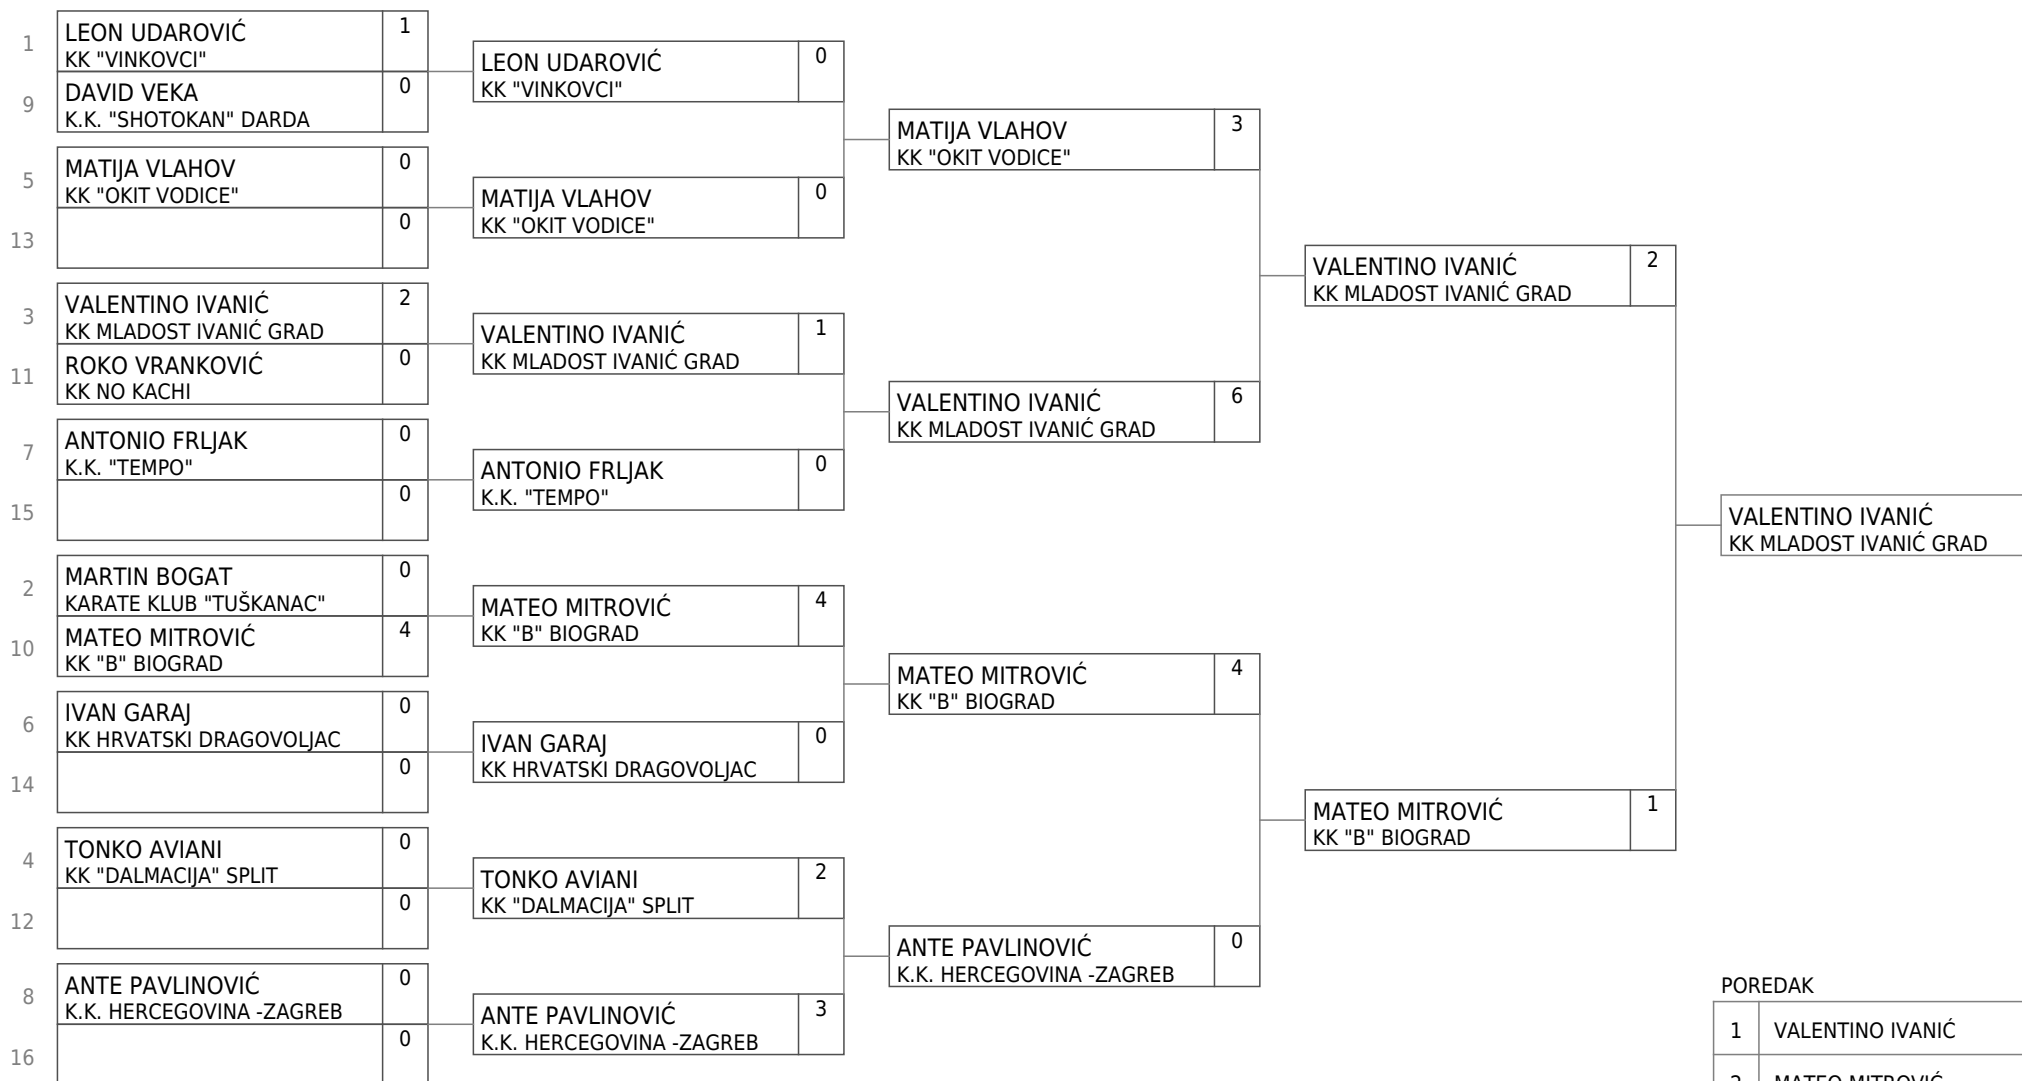 1
LEON UDAROVIĆ
1
KK "VINKOVCI"
9
DAVID VEKA
0
K.K. "SHOTOKAN" DARDA
5
MATIJA VLAHOV
0
KK "OKIT VODICE"
13
0
3
VALENTINO IVANIĆ
2
KK MLADOST IVANIĆ GRAD
11
ROKO VRANKOVIĆ
0
KK NO KACHI
7
ANTONIO FRLJAK
0
K.K. "TEMPO"
15
0
2
MARTIN BOGAT
0
KARATE KLUB "TUŠKANAC"
10
MATEO MITROVIĆ
4
KK "B" BIOGRAD
6
IVAN GARAJ
0
KK HRVATSKI DRAGOVOLJAC
14
0
4
TONKO AVIANI
0
KK "DALMACIJA" SPLIT
12
0
8
ANTE PAVLINOVIĆ
0
K.K. HERCEGOVINA -ZAGREB
16
0
LEON UDAROVIĆ
0
KK "VINKOVCI"
MATIJA VLAHOV
0
KK "OKIT VODICE"
VALENTINO IVANIĆ
1
KK MLADOST IVANIĆ GRAD
ANTONIO FRLJAK
0
K.K. "TEMPO"
MATEO MITROVIĆ
4
KK "B" BIOGRAD
IVAN GARAJ
0
KK HRVATSKI DRAGOVOLJAC
TONKO AVIANI
2
KK "DALMACIJA" SPLIT
ANTE PAVLINOVIĆ
3
K.K. HERCEGOVINA -ZAGREB
MATIJA VLAHOV
3
KK "OKIT VODICE"
VALENTINO IVANIĆ
6
KK MLADOST IVANIĆ GRAD
MATEO MITROVIĆ
4
KK "B" BIOGRAD
ANTE PAVLINOVIĆ
0
K.K. HERCEGOVINA -ZAGREB
VALENTINO IVANIĆ
2
KK MLADOST IVANIĆ GRAD
MATEO MITROVIĆ
1
KK "B" BIOGRAD
VALENTINO IVANIĆ
KK MLADOST IVANIĆ GRAD
POREDAK
1 VALENTINO IVANIĆ
2 MATEO MITROVIĆ